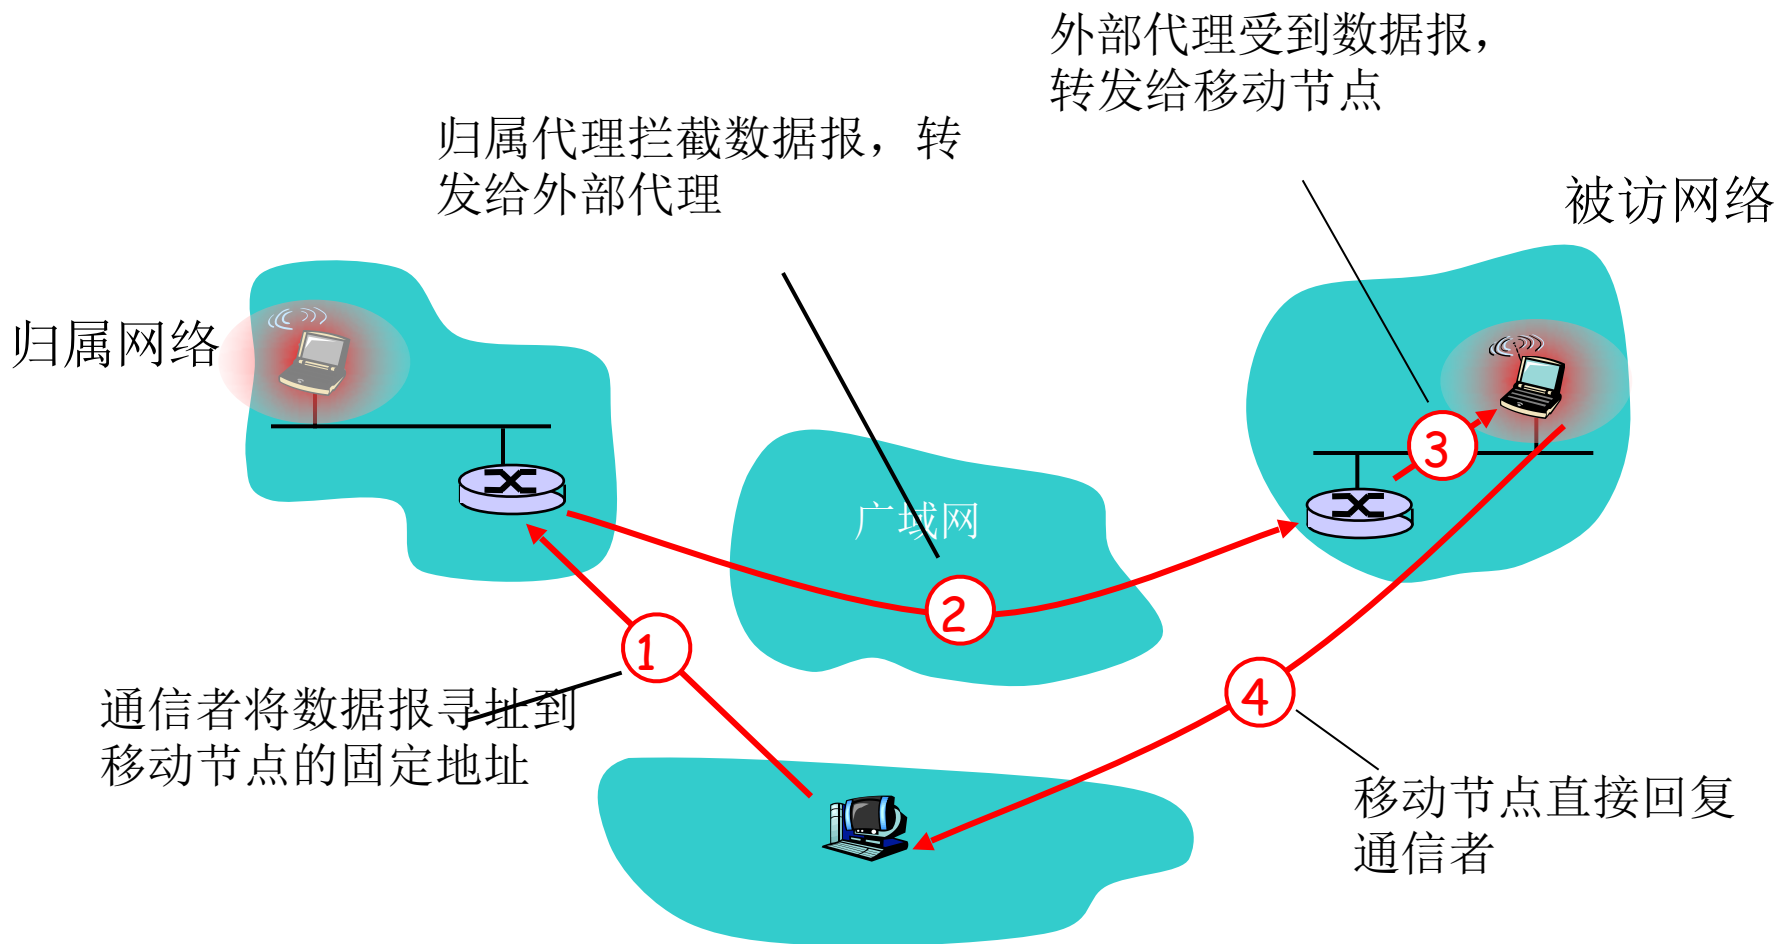 外部代理受到数据报，
转发给移动节点
归属代理拦截数据报，转
发给外部代理
被访网络
归属网络
3
广域网
2
1
4
通信者将数据报寻址到
移动节点的固定地址
移动节点直接回复
通信者